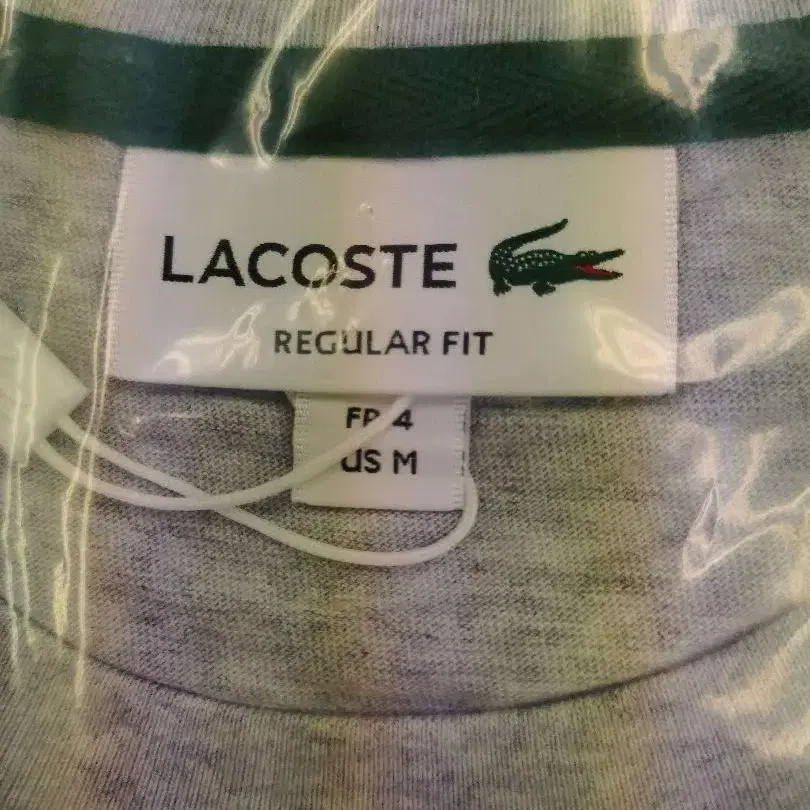 LACOSTE
REGULAR FIT
FR 4
US M